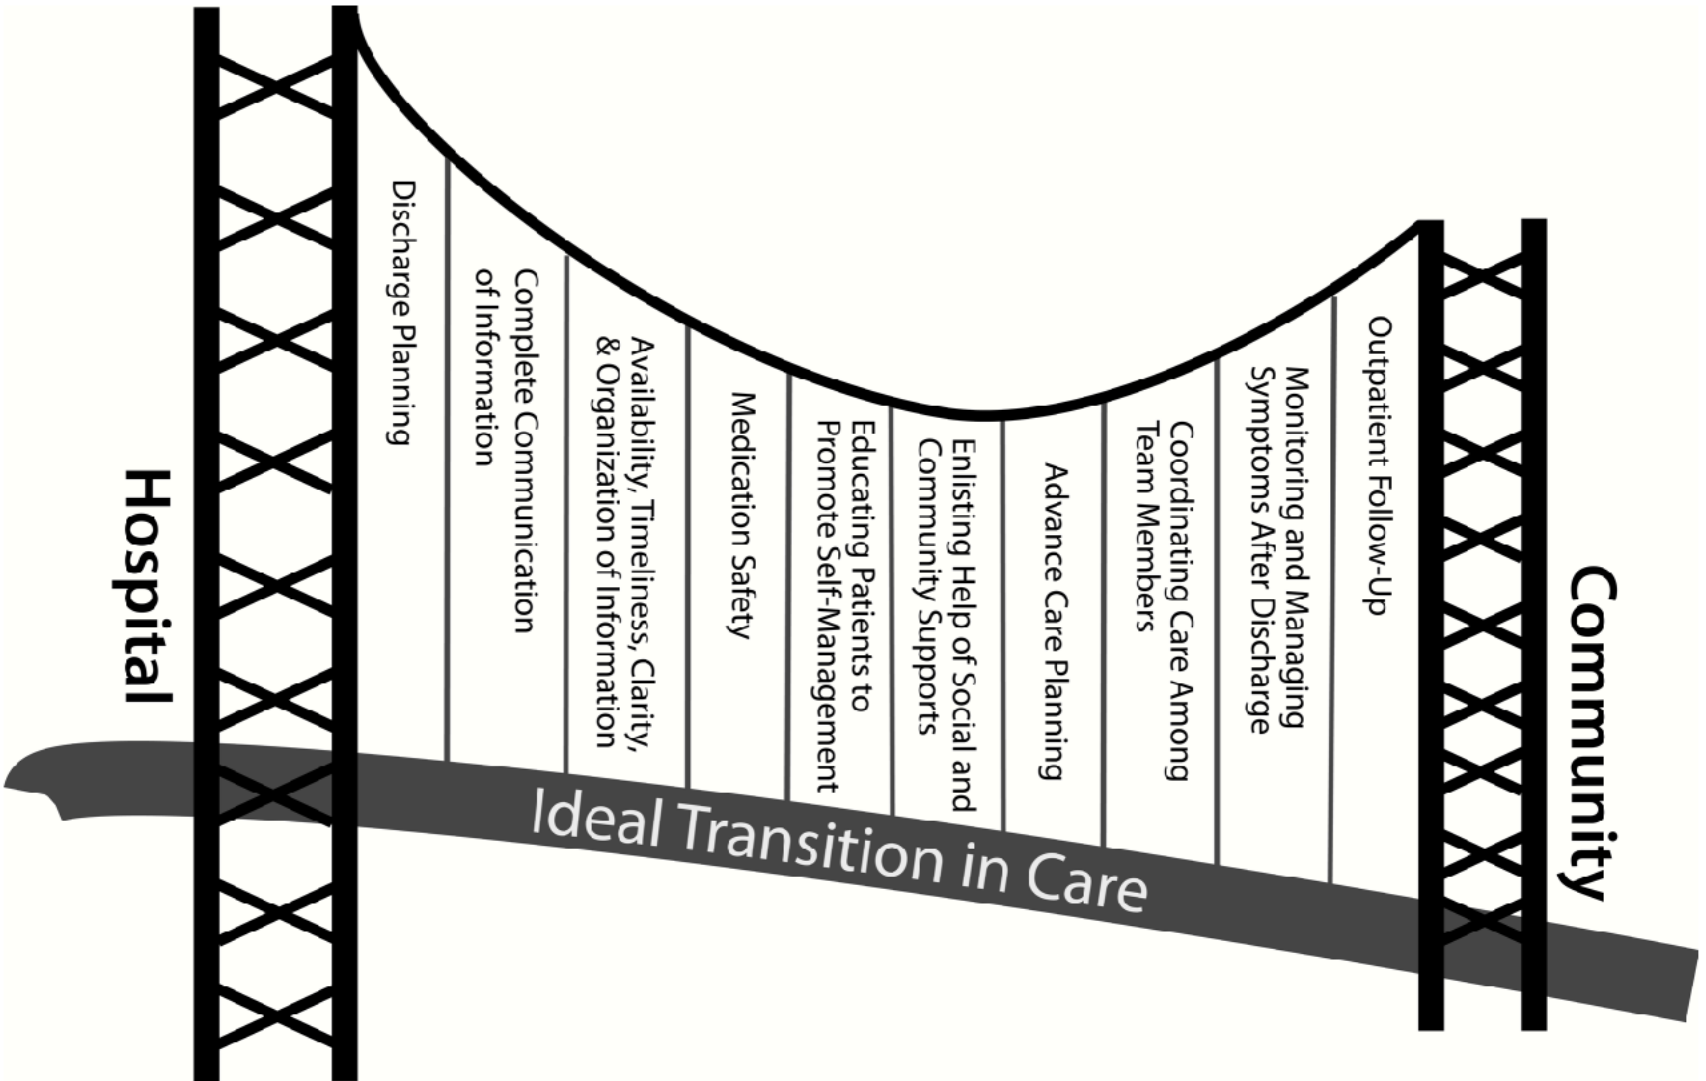 Hospital
Discharge Planning
Complete Communication
of Information
Availability, Timeliness, Clarity,
& Organization of Information
Medication Safety
Educating Patients to
Promote Self-Management
Enlisting Help of Social and
Community Supports
Advance Care Planning
Coordinating Care Among
Team Members
Monitoring and Managing
Symptoms After Discharge
Outpatient Follow-Up
Community
Ideal Transition in Care